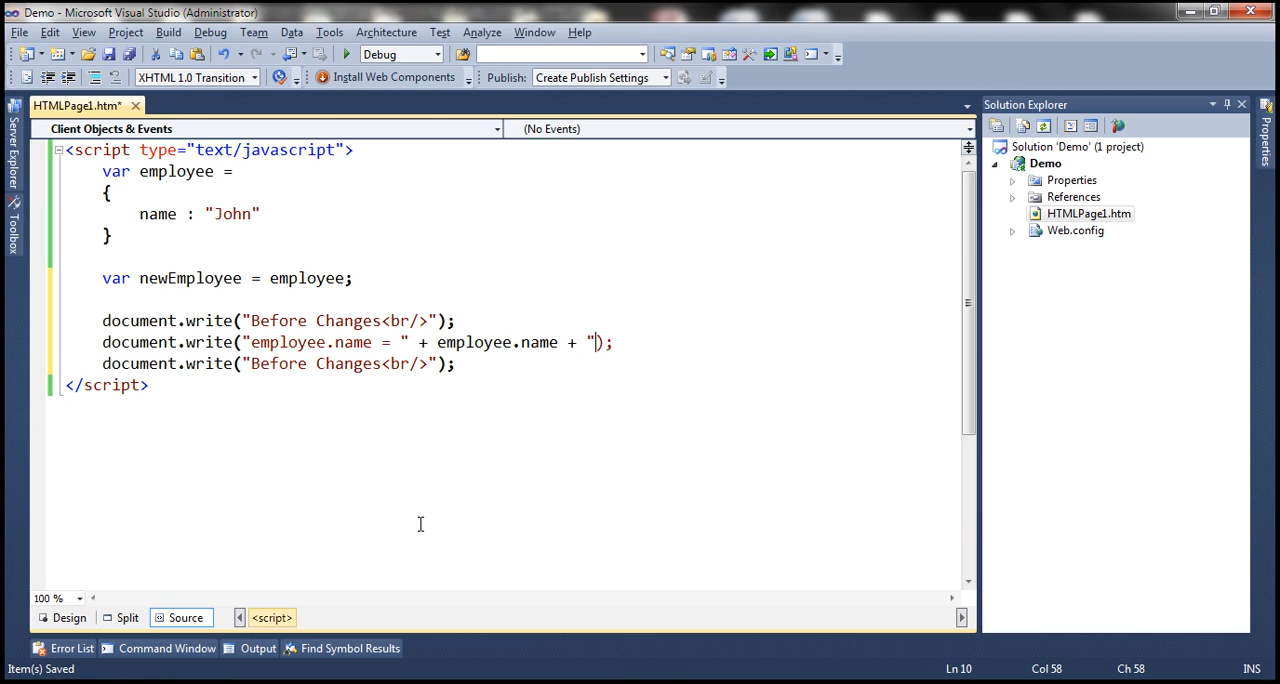 Demo - Microsoft Visual Studio (Administrator)
File Edit View Project Build Debug Team Data Tools Architecture Test Analyze Window Help
Debug
XHTML 1.0 Transition Install Web Components Publish: Create Publish Settings
HTMLPage1.htm*
Client Objects & Events (No Events)
Server Explorer
Toolbox
<script type="text/javascript">
var employee =
{
name : "John"
}
var newEmployee = employee;
document.write("Before Changes<br/>");
document.write("employee.name = " + employee.name + ");
document.write("Before Changes<br/>");
</script>
100 %
Design Split Source <script>
Solution Explorer
Solution 'Demo' (1 project)
Demo
Properties
References
HTMLPage1.htm
Web.config
Properties
Error List Command Window Output Find Symbol Results
Item(s) Saved Ln 10 Col 58 Ch 58 INS